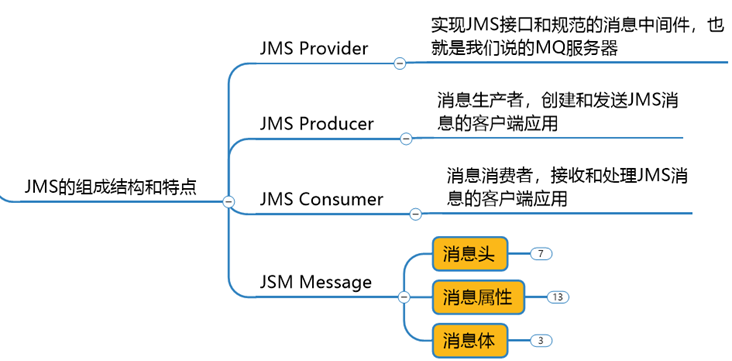 JMS的组成结构和特点
JMS Provider
实现JMS接口和规范的消息中间件，也
就是我们说的MQ服务器
JMS Producer
消息生产者，创建和发送JMS消
息的客户端应用
JMS Consumer
消息消费者，接收和处理JMS消
息的客户端应用
JSM Message
消息头
7
消息属性
13
消息体
3